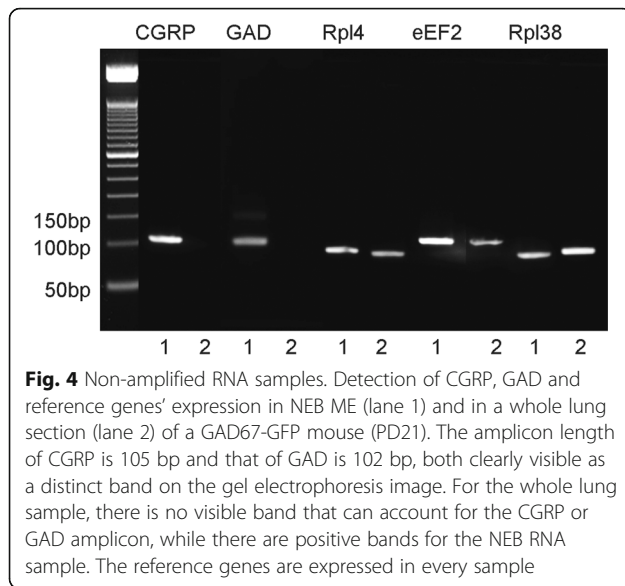 CGRP GAD Rpl4 eEF2 Rpl38
150bp
100bp
50bp
1 2 1 2 1 2 1 2 1 2
Fig. 4 Non-amplified RNA samples. Detection of CGRP, GAD and
reference genes' expression in NEB ME (lane 1) and in a whole lung
section (lane 2) of a GAD67-GFP mouse (PD21). The amplicon length
of CGRP is 105 bp and that of GAD is 102 bp, both clearly visible as
a distinct band on the gel electrophoresis image. For the whole lung
sample, there is no visible band that can account for the CGRP or
GAD amplicon, while there are positive bands for the NEB RNA
sample. The reference genes are expressed in every sample